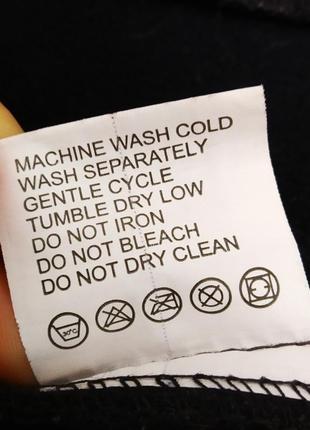 MACHINE WASH COLD
WASH SEPARATELY
GENTLE CYCLE
TUMBLE DRY LOW
DO NOT IRON
DO NOT BLEACH
DO NOT DRY CLEAN
30°C